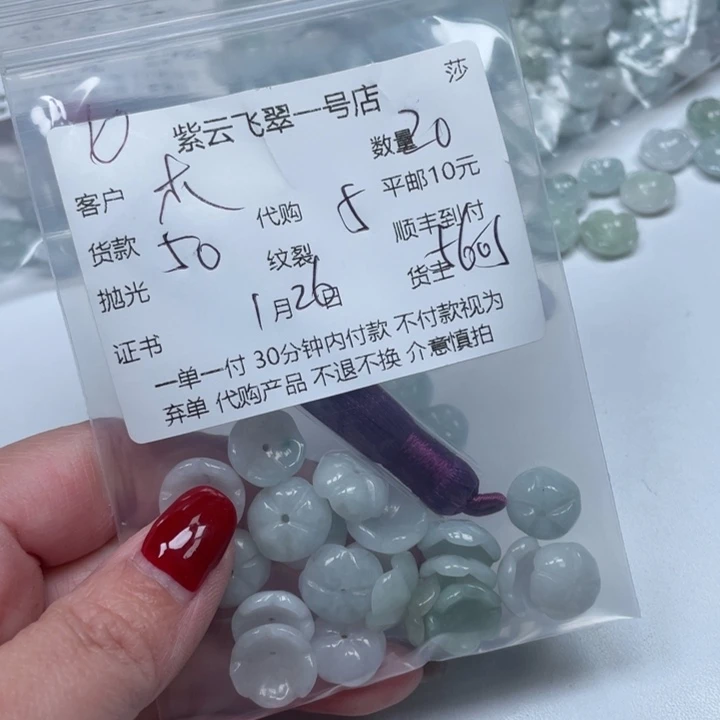 莎
紫云飞翠一号店
数量 20
客户 代购 5 平邮10元
货款 50 纹裂 顺丰到付
抛光 1月26日 货主 5605
证书
一单一付 30分钟内付款 不付款视为
弃单 代购产品 不退不换 介意慎拍